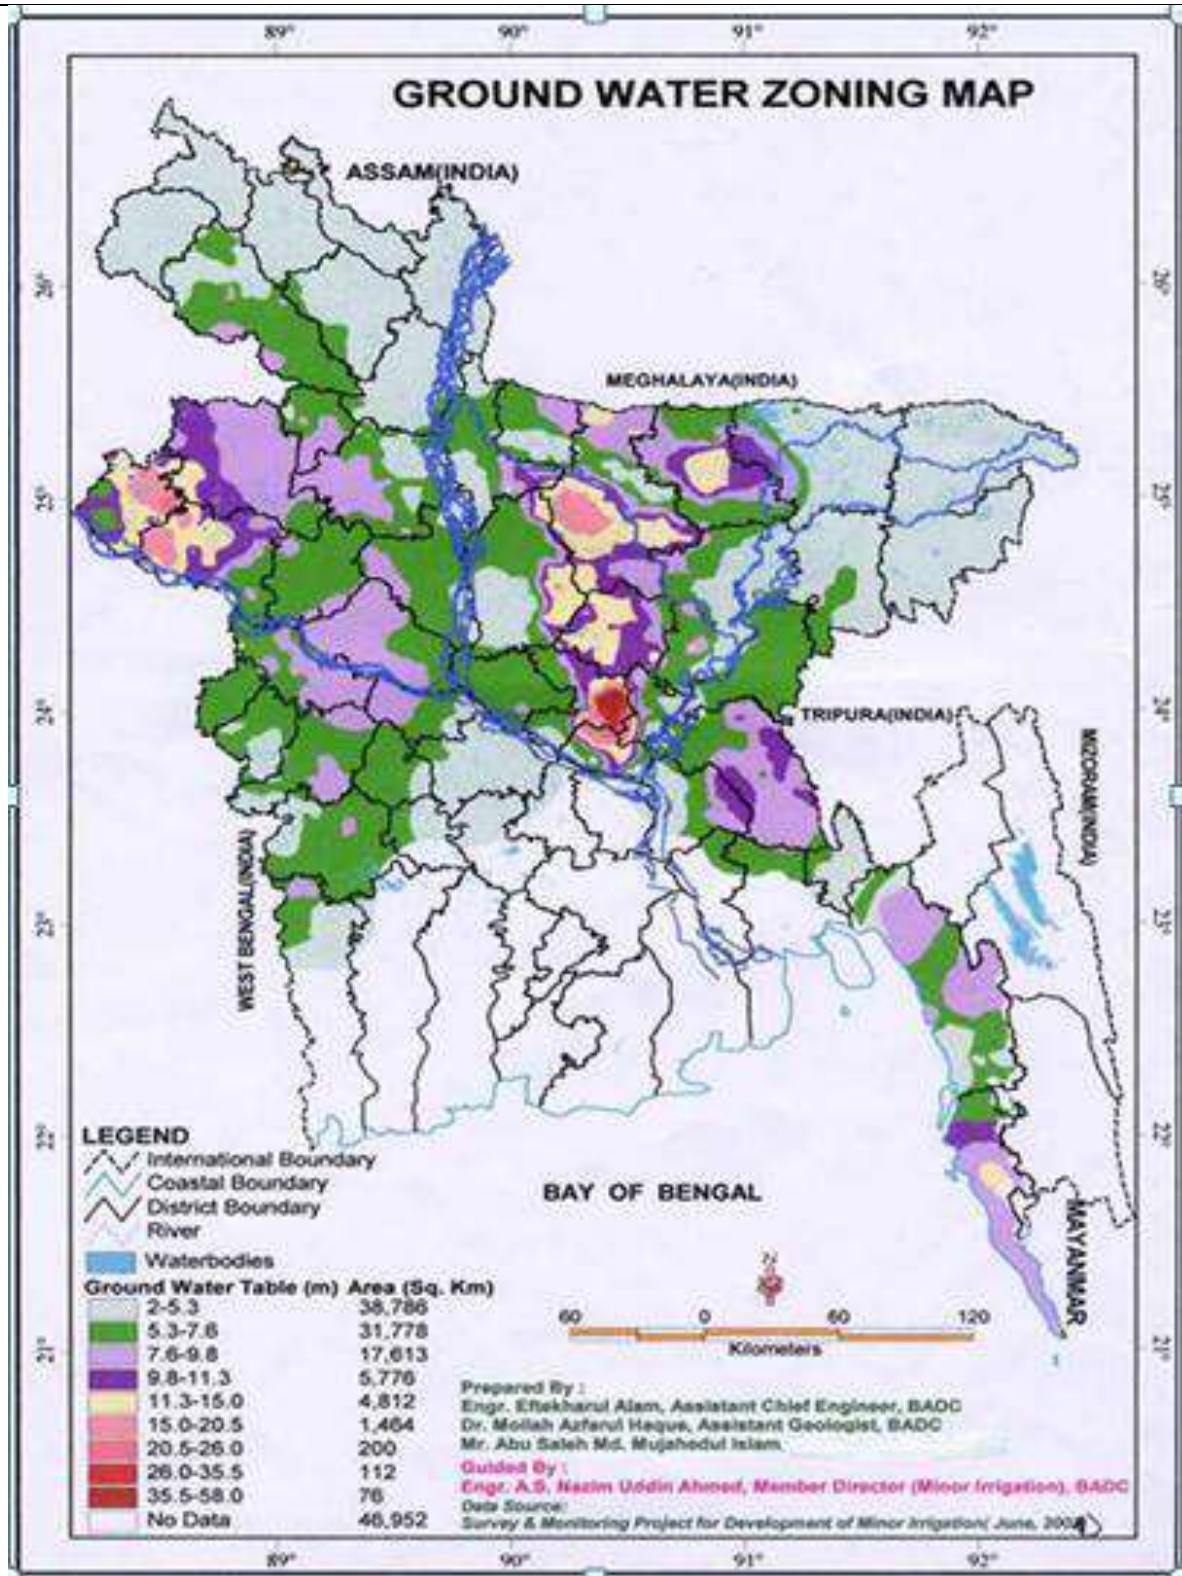 89° 90° 91° 92°
GROUND WATER ZONING MAP
ASSAM(INDIA)
26° 26°
MEGHALAYA(INDIA)
25° 25°
24° TRIPURA(INDIA) 24°
MIZORAM(INDIA)
WEST BENGAL(INDIA)
23° 23°
22° 22°
LEGEND
International Boundary
Coastal Boundary
District Boundary
River
Waterbodies
BAY OF BENGAL
MAYANMAR
N
Ground Water Table (m) Area (Sq. Km)
2-5.3 38,786
5.3-7.6 31,778
7.6-9.8 17,613
9.8-11.3 5,776
11.3-15.0 4,812
15.0-20.5 1,464
20.5-26.0 200
26.0-35.5 112
35.5-58.0 76
No Data 46,952
60 0 60 120
Kilometers
21° 21°
Prepared By :
Engr. Eftekharul Alam, Assistant Chief Engineer, BADC
Dr. Mollah Azfarul Haque, Assistant Geologist, BADC
Mr. Abu Saleh Md. Mujahedul Islam
Guided By :
Engr. A.S. Nazim Uddin Ahmed, Member Director (Minor Irrigation), BADC
Data Source:
Survey & Monitoring Project for Development of Minor Irrigation( June,
89° 90° 91° 92°